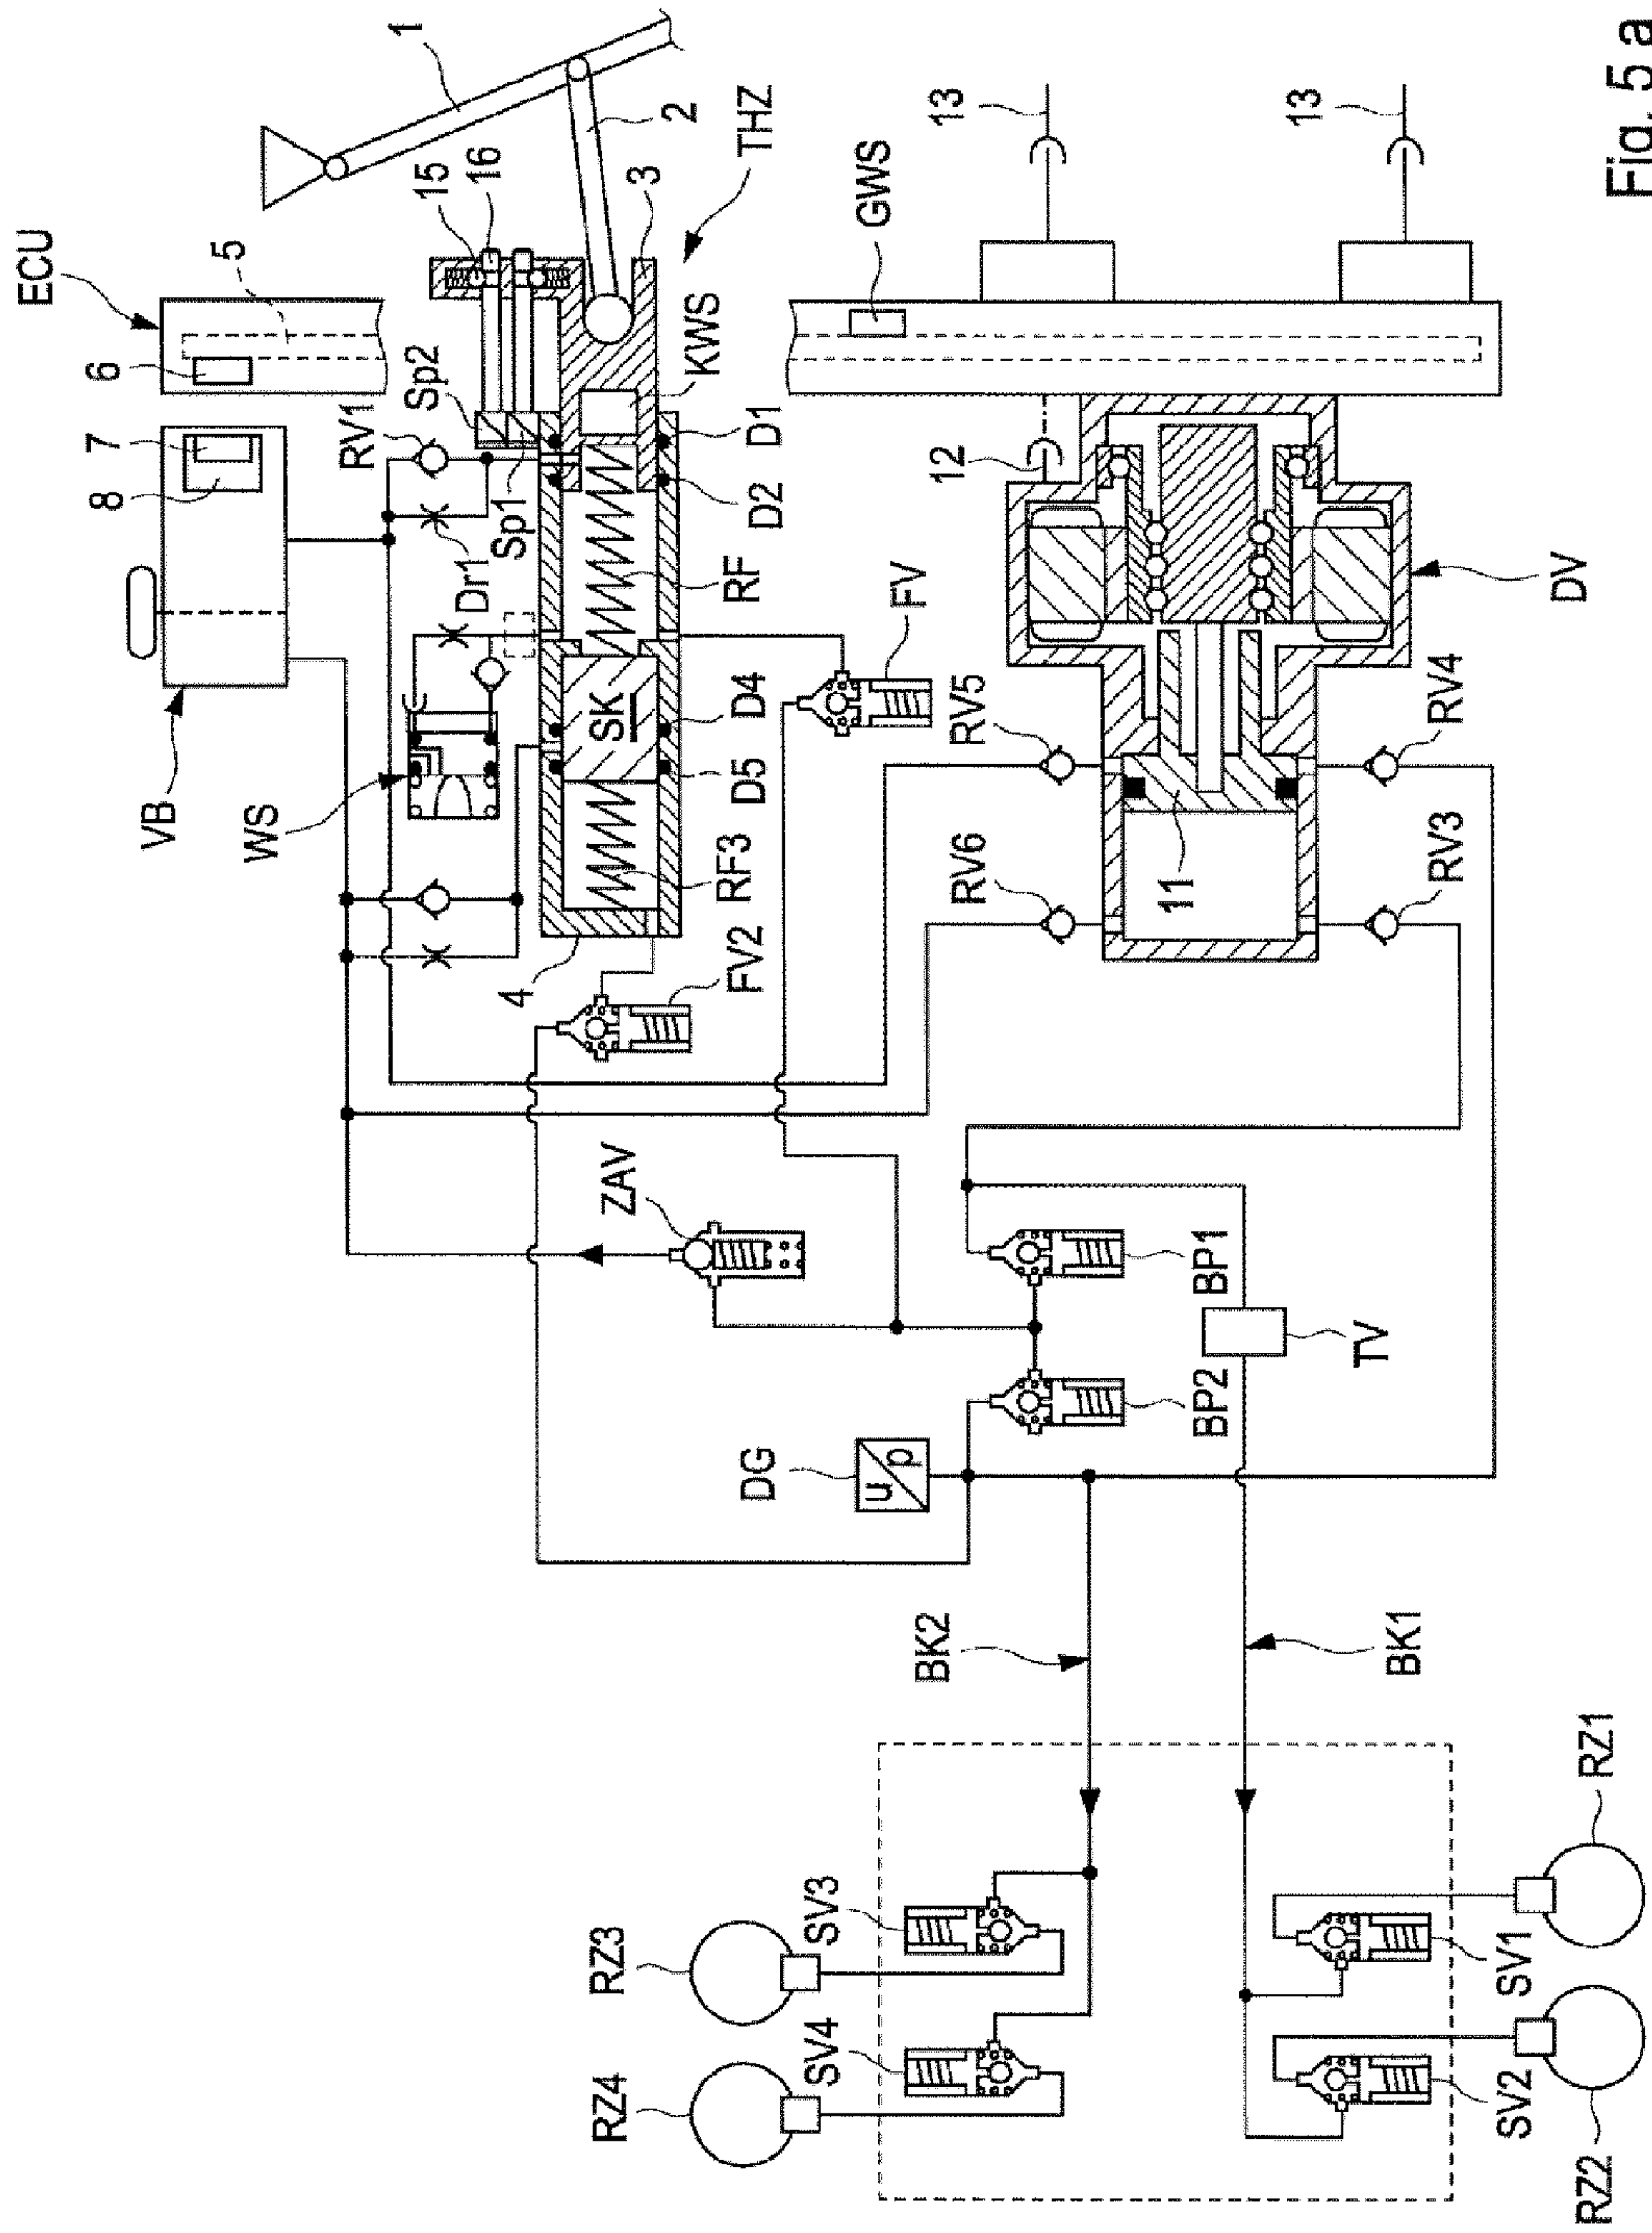 ECU
5
6
7
8
VB
1
2
15
16
3
THZ
KWS
Sp2
RV1
Sp1
Dr1
D1
D2
RF
FV
WS
SK
D4
D5
RF3
4
FV2
GWS
13
13
12
DV
RV5
RV4
RV6
RV3
11
ZAV
BP1
BP2
TV
DG
u
p
BK2
BK1
RZ3
RZ4
SV3
SV4
SV1
SV2
RZ1
RZ2
Fig. 5 a